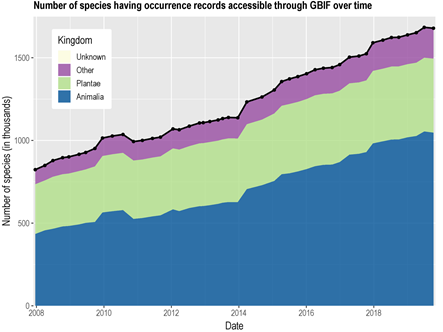 Number of species having occurrence records accessible through GBIF over time
Number of species (in thousands)
1500
1000
500
0
Kingdom
Unknown
Other
Plantae
Animalia
2008
2010
2012
2014
2016
2018
Date